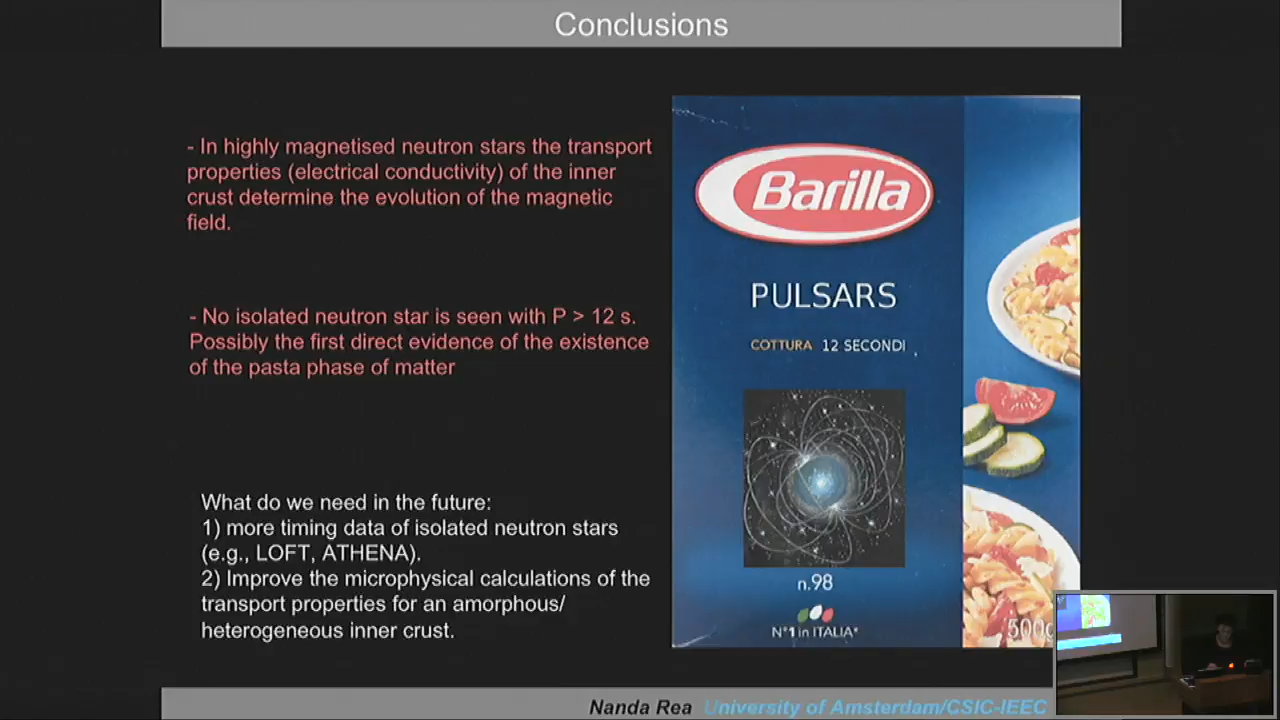 Conclusions
- In highly magnetised neutron stars the transport
properties (electrical conductivity) of the inner
crust determine the evolution of the magnetic
field.
- No isolated neutron star is seen with P > 12 s.
Possibly the first direct evidence of the existence
of the pasta phase of matter
What do we need in the future:
1) more timing data of isolated neutron stars
(e.g., LOFT, ATHENA).
2) Improve the microphysical calculations of the
transport properties for an amorphous/
heterogeneous inner crust.
Barilla
PULSARS
COTTURA 12 SECONDI
n.98
N°1 in ITALIA*
500g
Nanda Rea University of Amsterdam/CSIC-IEEC